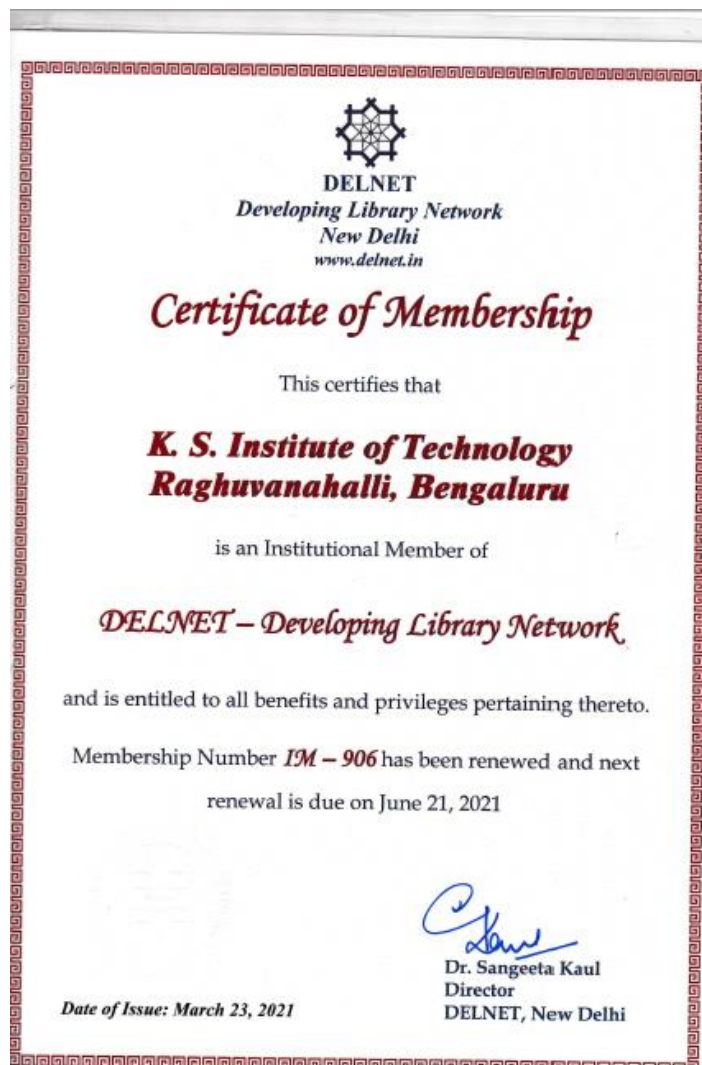 DELNET
Developing Library Network
New Delhi
www.delnet.in
Certificate of Membership
This certifies that
K. S. Institute of Technology
Raghuvanahalli, Bengaluru
is an Institutional Member of
DELNET – Developing Library Network
and is entitled to all benefits and privileges pertaining thereto.
Membership Number IM – 906 has been renewed and next
renewal is due on June 21, 2021
Dr. Sangeeta Kaul
Director
DELNET, New Delhi
Date of Issue: March 23, 2021